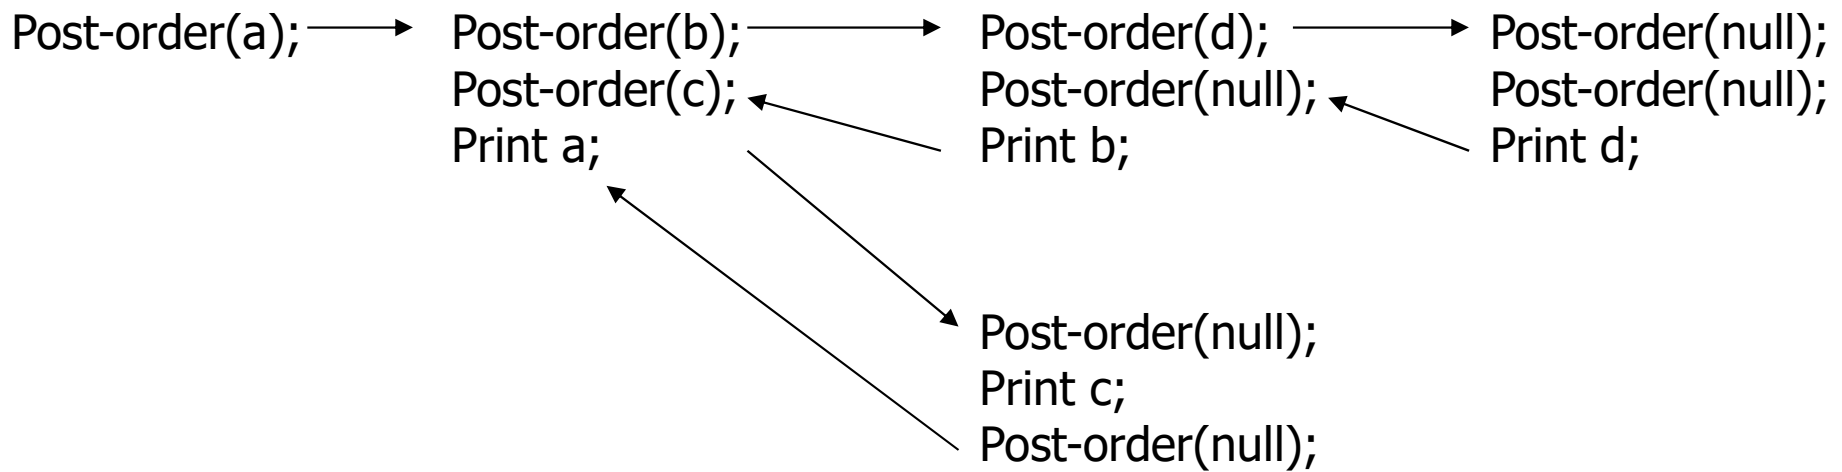 Post-order(a);
Post-order(b);
Post-order(c);
Print a;
Post-order(d);
Post-order(null);
Print b;
Post-order(null);
Post-order(null);
Print d;
Post-order(null);
Print c;
Post-order(null);